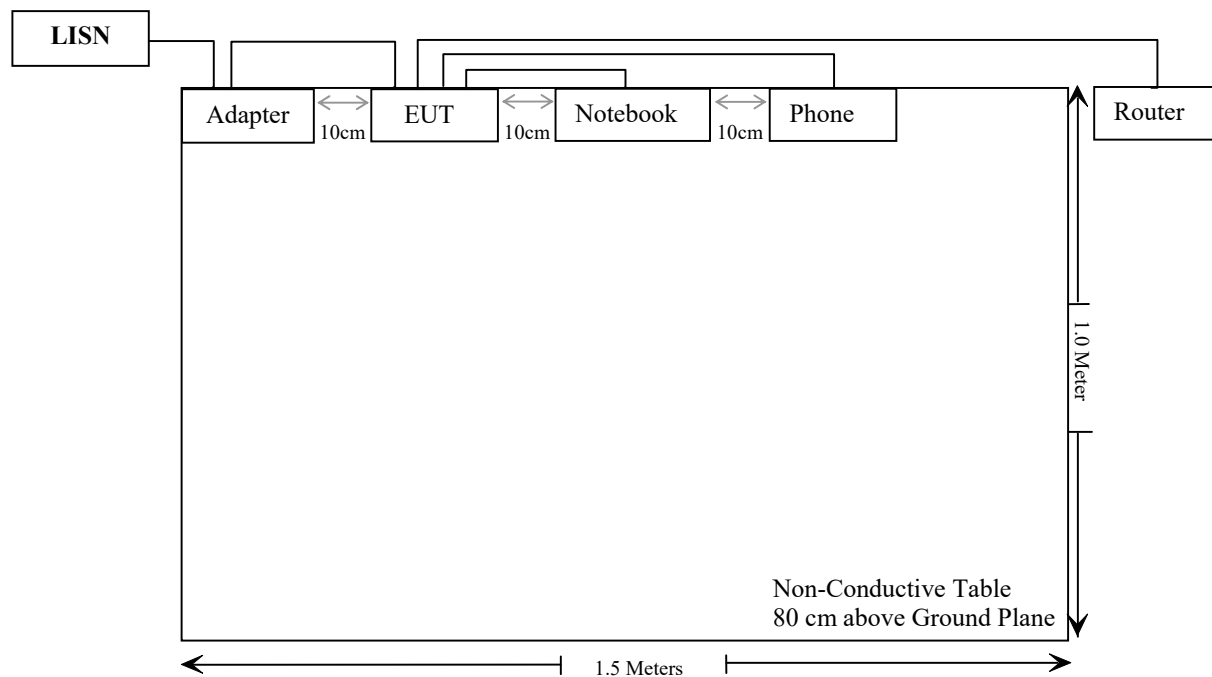 LISN
Adapter
EUT
Notebook
Phone
Router
10cm
10cm
10cm
1.0 Meter
Non-Conductive Table
80 cm above Ground Plane
1.5 Meters